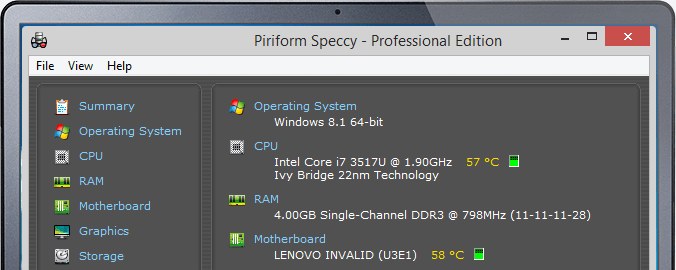 Piriform Speccy - Professional Edition
File View Help
Summary
Operating System
CPU
RAM
Motherboard
Graphics
Storage
Operating System
Windows 8.1 64-bit
CPU
Intel Core i7 3517U @ 1.90GHz 57 °C
Ivy Bridge 22nm Technology
RAM
4.00GB Single-Channel DDR3 @ 798MHz (11-11-11-28)
Motherboard
LENOVO INVALID (U3E1) 58 °C